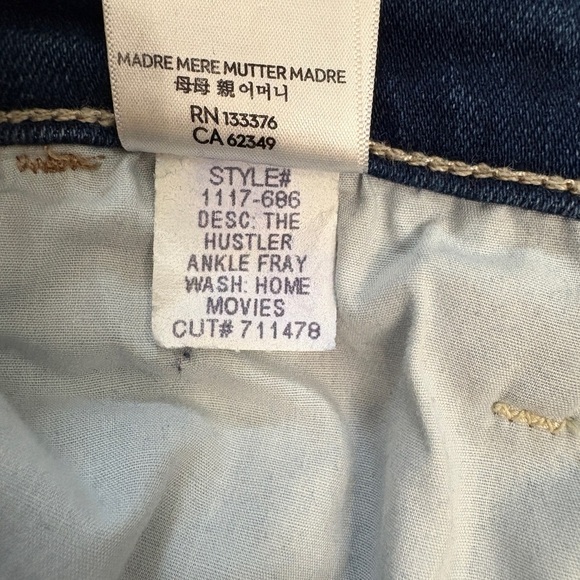 MADRE MERE MUTTER MADRE
母母 親 어머니
RN 133376
CA 62349
STYLE#
1117-686
DESC: THE
HUSTLER
ANKLE FRAY
WASH: HOME
MOVIES
CUT# 711478